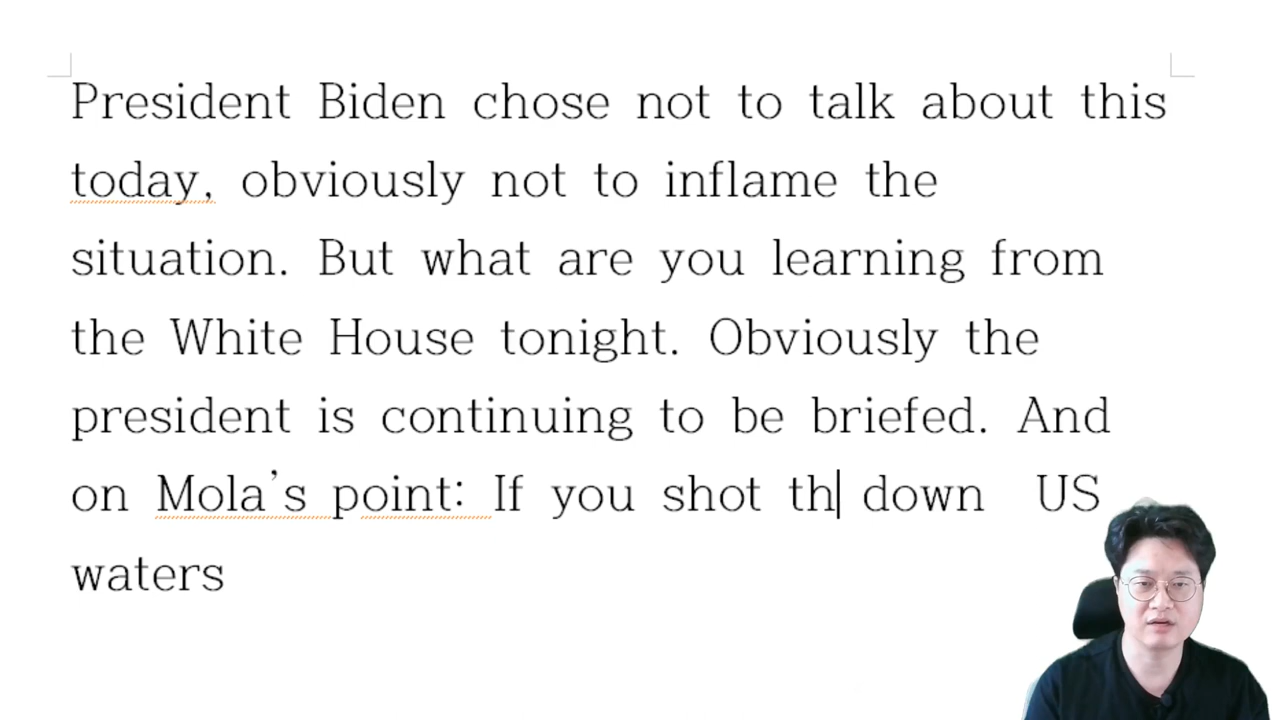 President Biden chose not to talk about this
today, obviously not to inflame the
situation. But what are you learning from
the White House tonight. Obviously the
president is continuing to be briefed. And
on Mola's point: If you shot th down US
waters